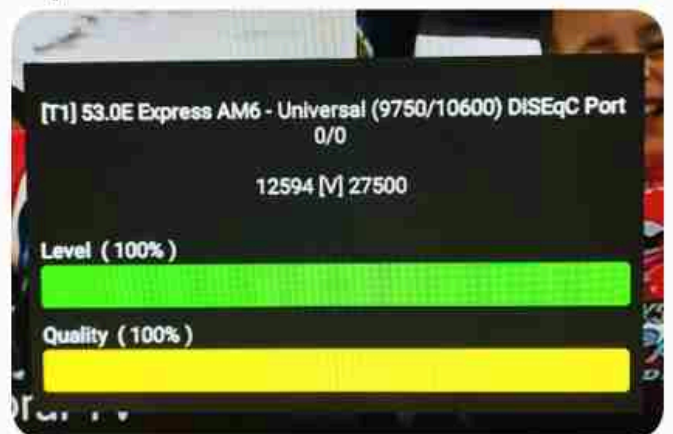 [T1] 53.0E Express AM6 - Universal (9750/10600) DISEqC Port
0/0
12594 [V] 27500
Level ( 100% )
Quality ( 100% )